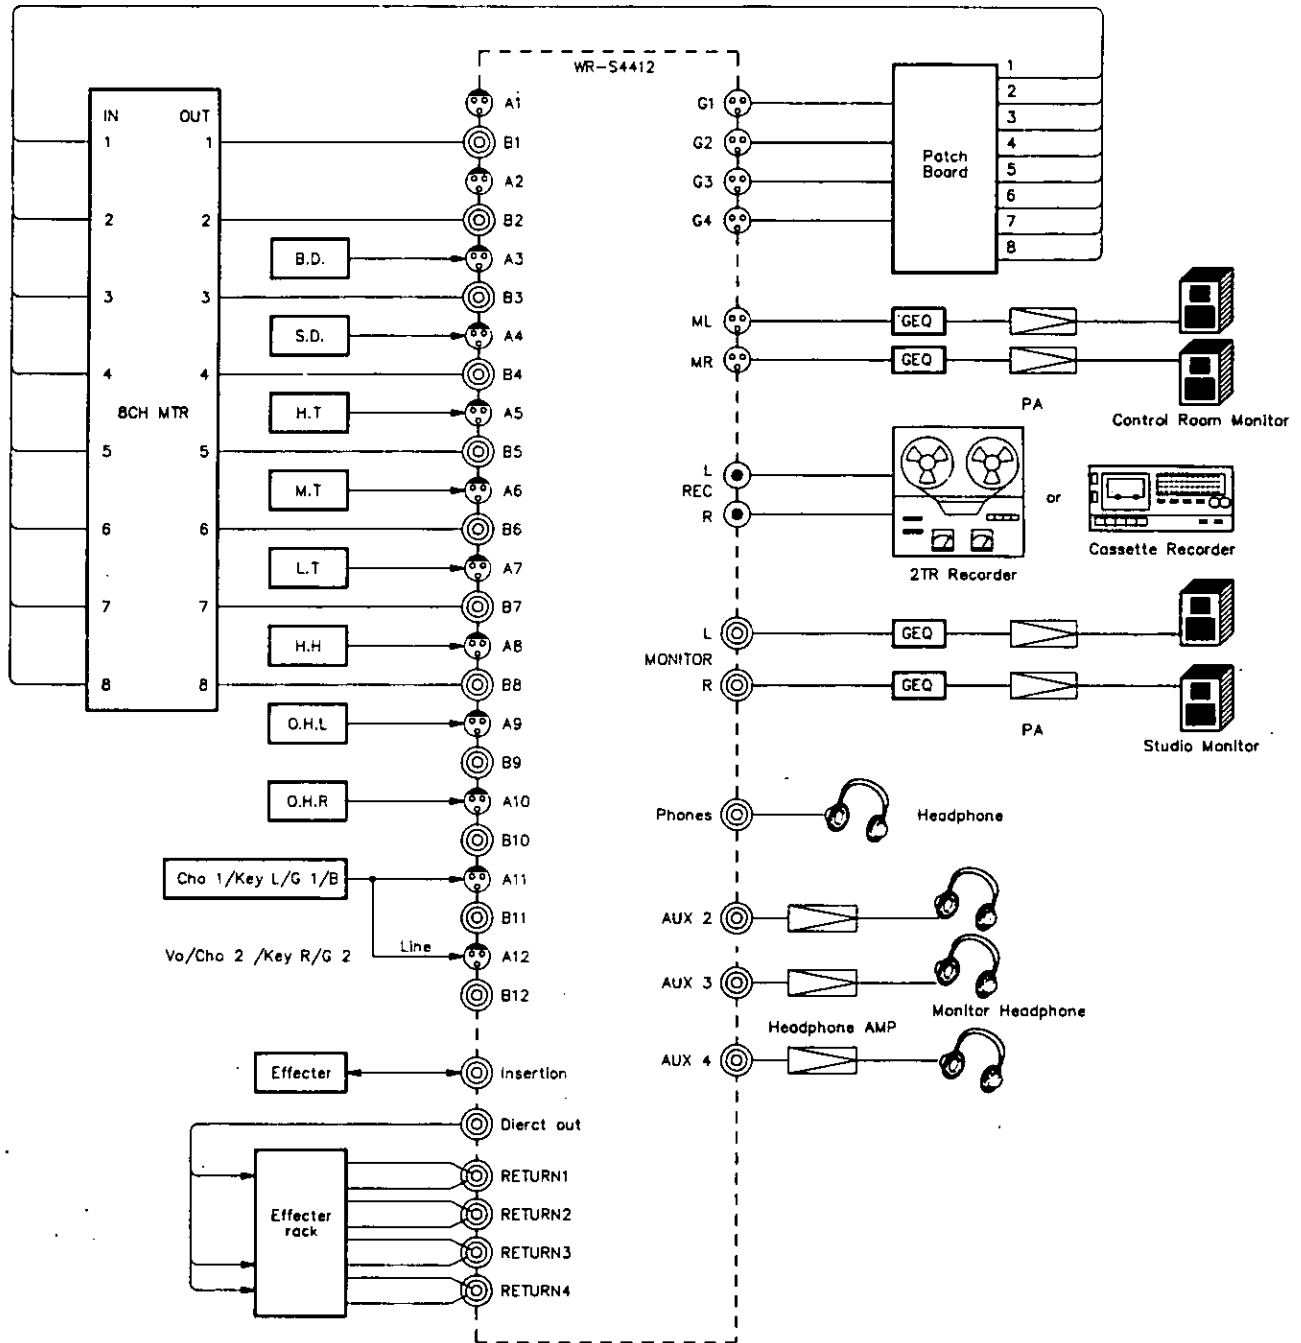 WR-S4412
IN OUT
1 1
2 2
3 3
4 4
8CH MTR
5 5
6 6
7 7
8 8
B.D.
S.D.
H.T
M.T
L.T
H.H
O.H.L
O.H.R
Cho 1/Key L/G 1/B
Vo/Cho 2 /Key R/G 2
Line
Effecter
Effecter
rack
A1
B1
A2
B2
A3
B3
A4
B4
A5
B5
A6
B6
A7
B7
A8
B8
A9
B9
A10
B10
A11
B11
A12
B12
Insertion
Dierct out
RETURN1
RETURN2
RETURN3
RETURN4
G1
G2
G3
G4
ML
MR
L
REC
R
L
MONITOR
R
Phones
AUX 2
AUX 3
AUX 4
Patch
Board
1
2
3
4
5
6
7
8
GEQ
GEQ
PA
Control Room Monitor
or
2TR Recorder
Cassette Recorder
GEQ
GEQ
PA
Studio Monitor
Headphone
Monitor Headphone
Headphone AMP